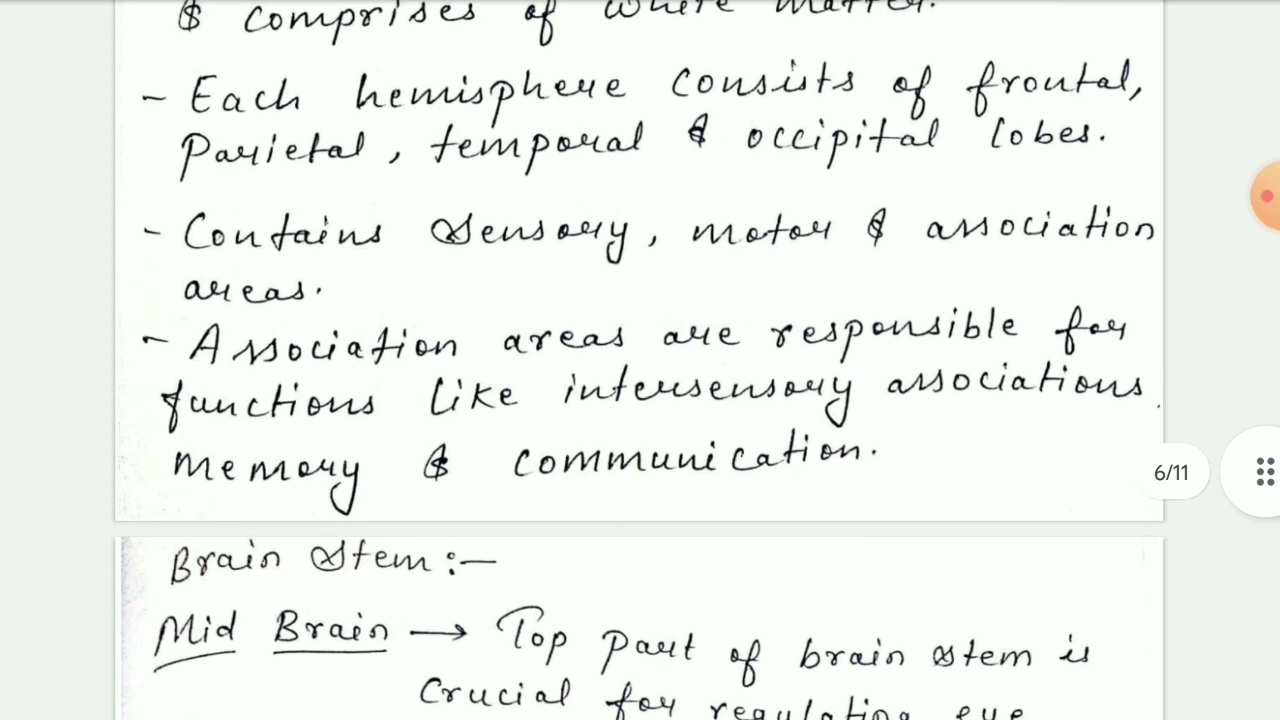 & comprises of white matter.
- Each hemisphere consists of frontal,
Parietal, temporal & occipital lobes.
- Contains sensory, motor & association
areas.
- Association areas are responsible for
functions like intersensory associations.
memory & communication.
6/11
Brain stem :-
Mid Brain → Top part of brain stem is
crucial for regulating eye